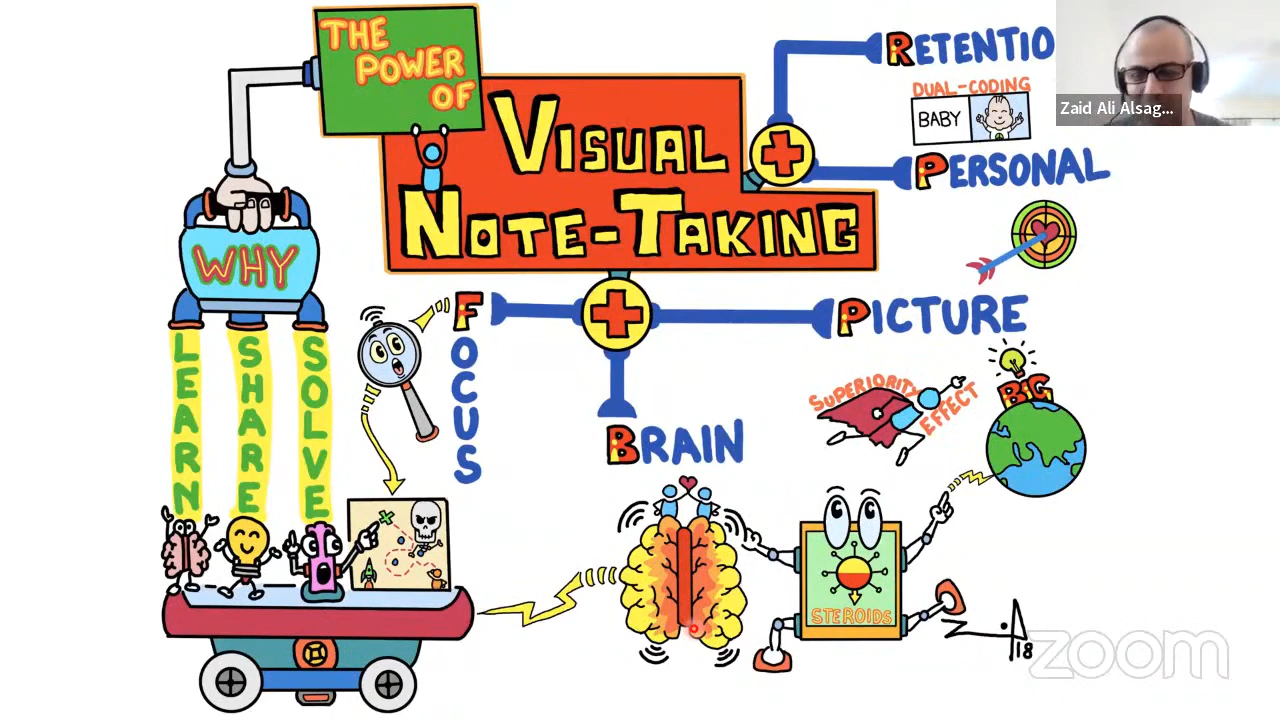 THE
POWER
OF
VISUAL
NOTE-TAKING
RETENTIO
DUAL-CODING
BABY
PERSONAL
Zaid Ali Alsag...
WHY
LEARN
SHARE
SOLVE
FOCUS
PICTURE
SUPERIORITY
EFFECT
BIG
BRAIN
STEROIDS
18
zoom